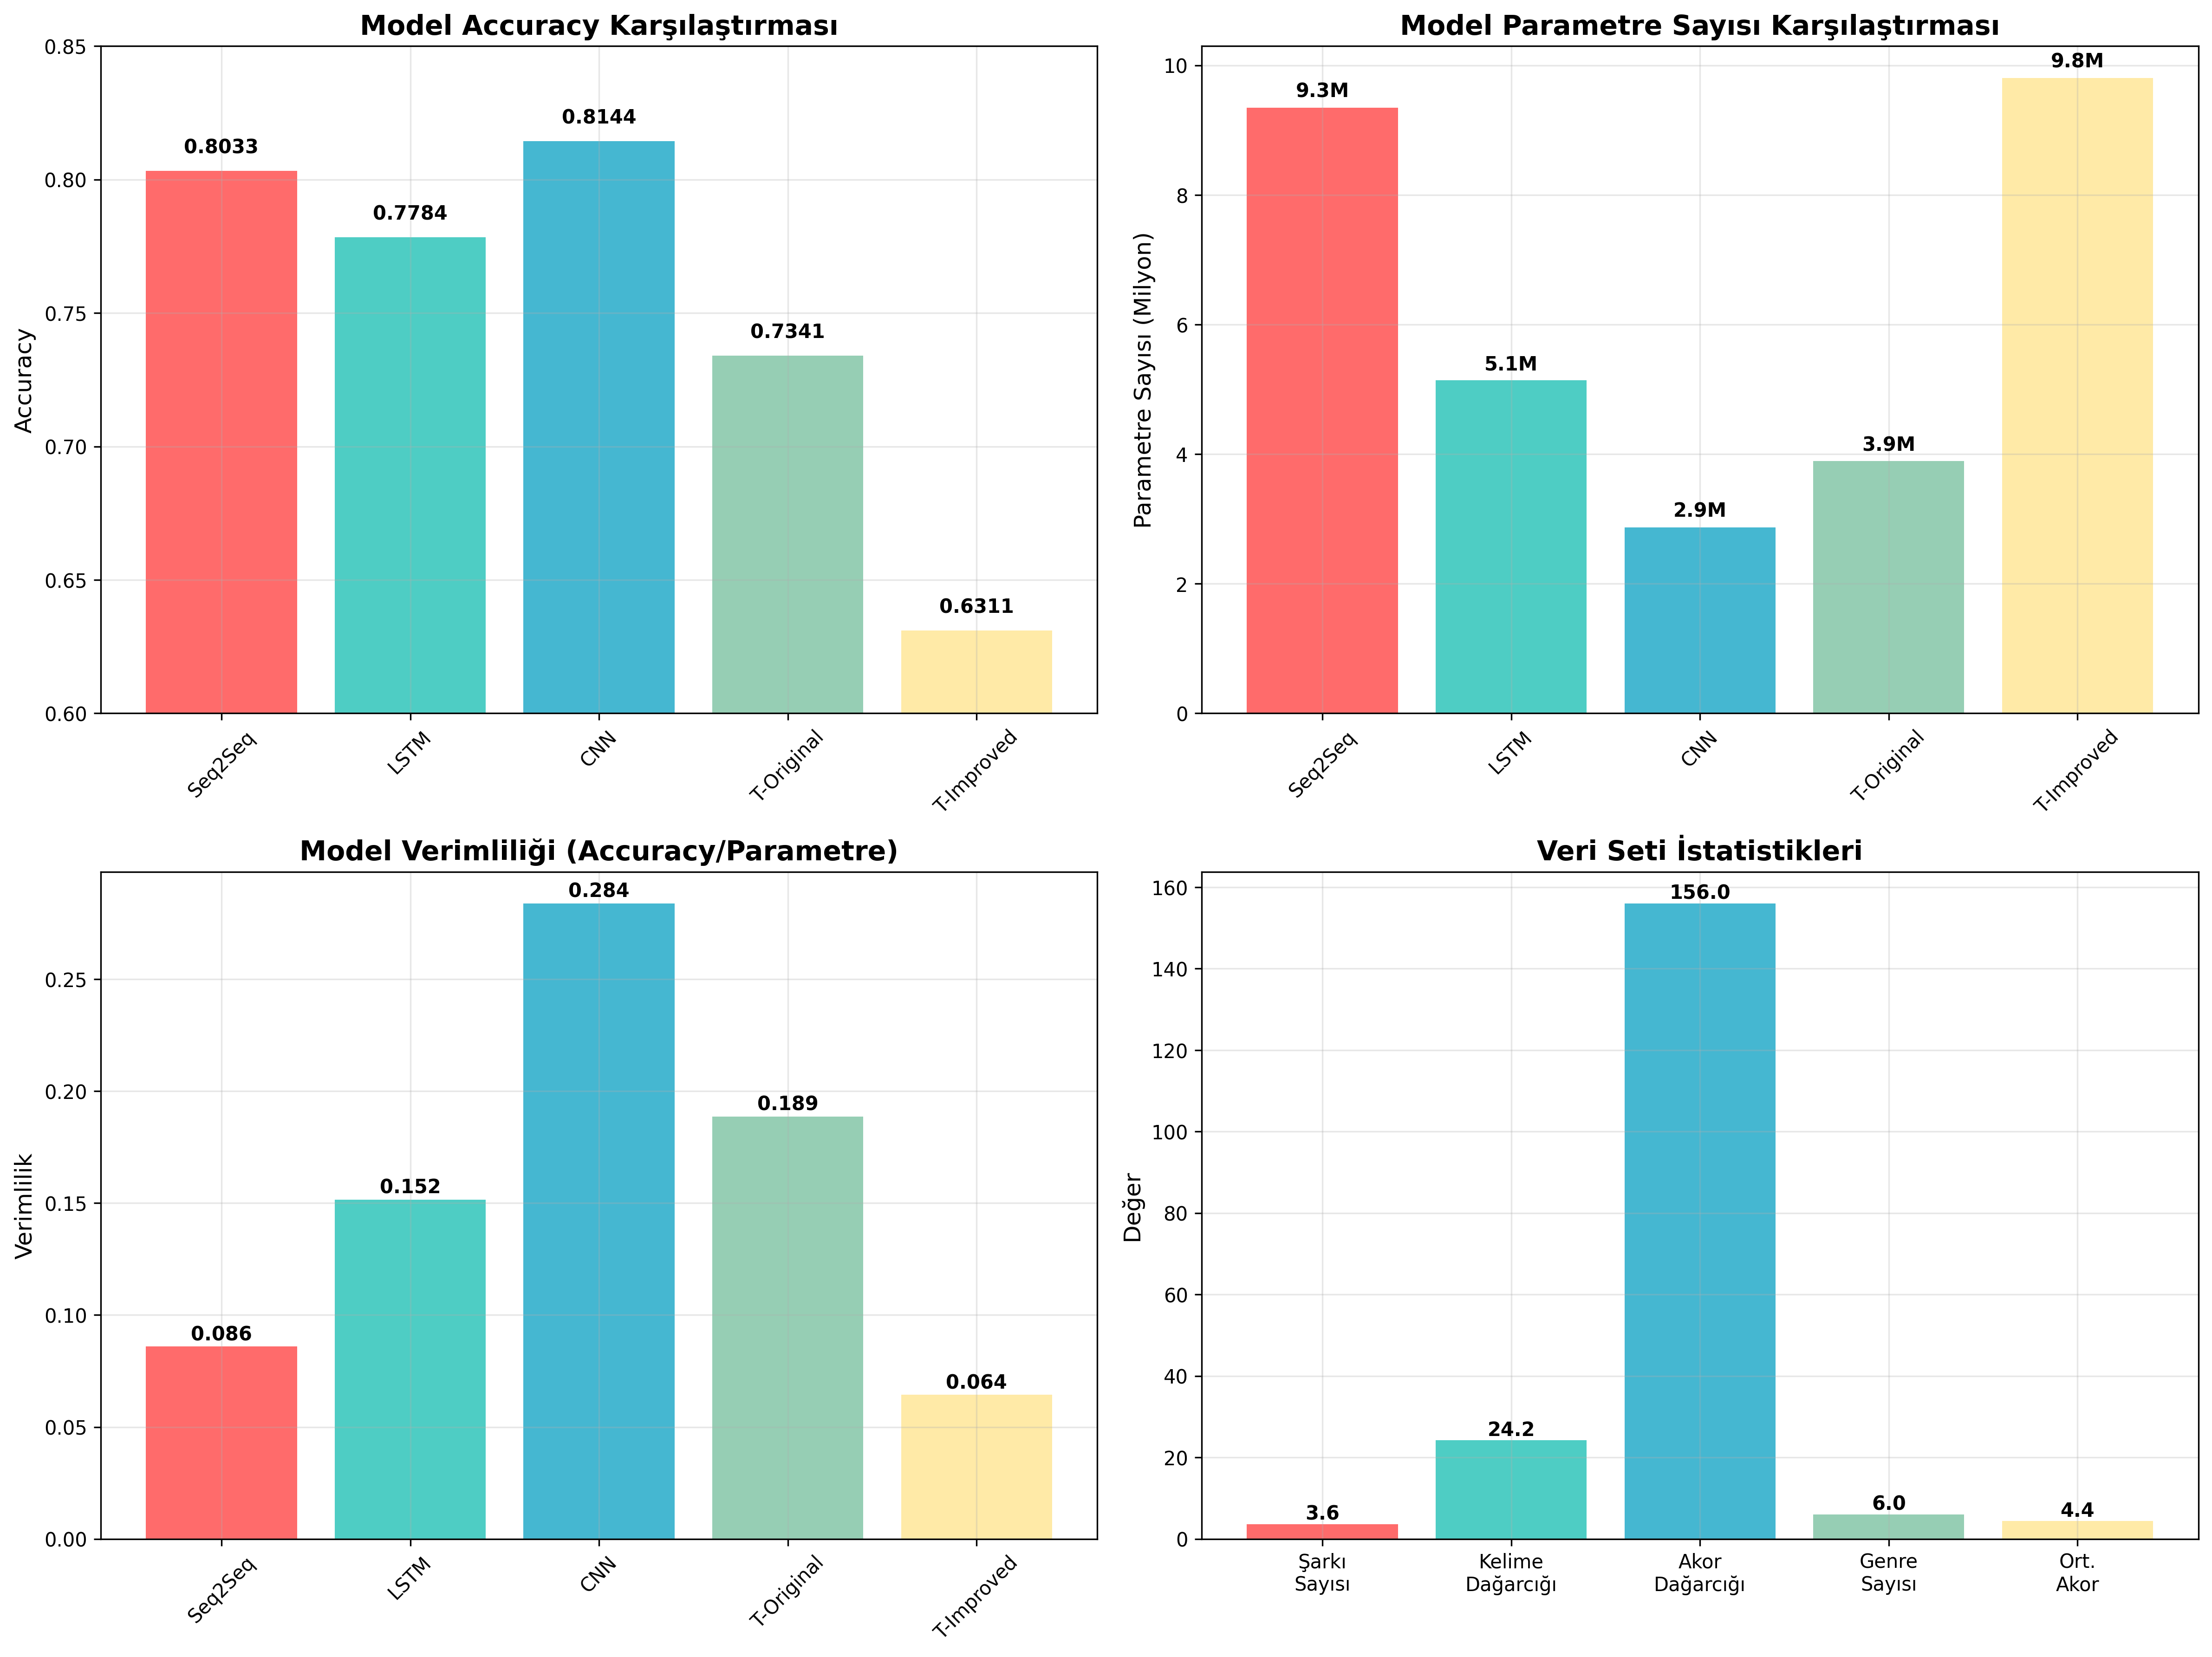 Model Accuracy Karşılaştırması
Accuracy
0.85
0.80
0.75
0.70
0.65
0.60
0.8033
0.7784
0.8144
0.7341
0.6311
Seq2Seq
LSTM
CNN
T-Original
T-Improved
Model Parametre Sayısı Karşılaştırması
Parametre Sayısı (Milyon)
10
8
6
4
2
0
9.3M
5.1M
2.9M
3.9M
9.8M
Seq2Seq
LSTM
CNN
T-Original
T-Improved
Model Verimliliği (Accuracy/Parametre)
Verimlilik
0.25
0.20
0.15
0.10
0.05
0.00
0.086
0.152
0.284
0.189
0.064
Seq2Seq
LSTM
CNN
T-Original
T-Improved
Veri Seti İstatistikleri
Değer
160
140
120
100
80
60
40
20
0
3.6
24.2
156.0
6.0
4.4
Şarkı
Sayısı
Kelime
Dağarcığı
Akor
Dağarcığı
Genre
Sayısı
Ort.
Akor